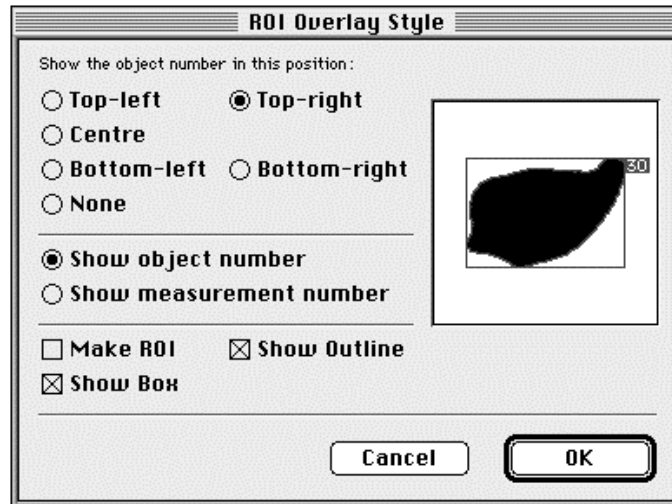 ROI Overlay Style
Show the object number in this position:
Top-left Top-right
Centre
Bottom-left Bottom-right
None
30
Show object number
Show measurement number
Make ROI Show Outline
Show Box
Cancel OK